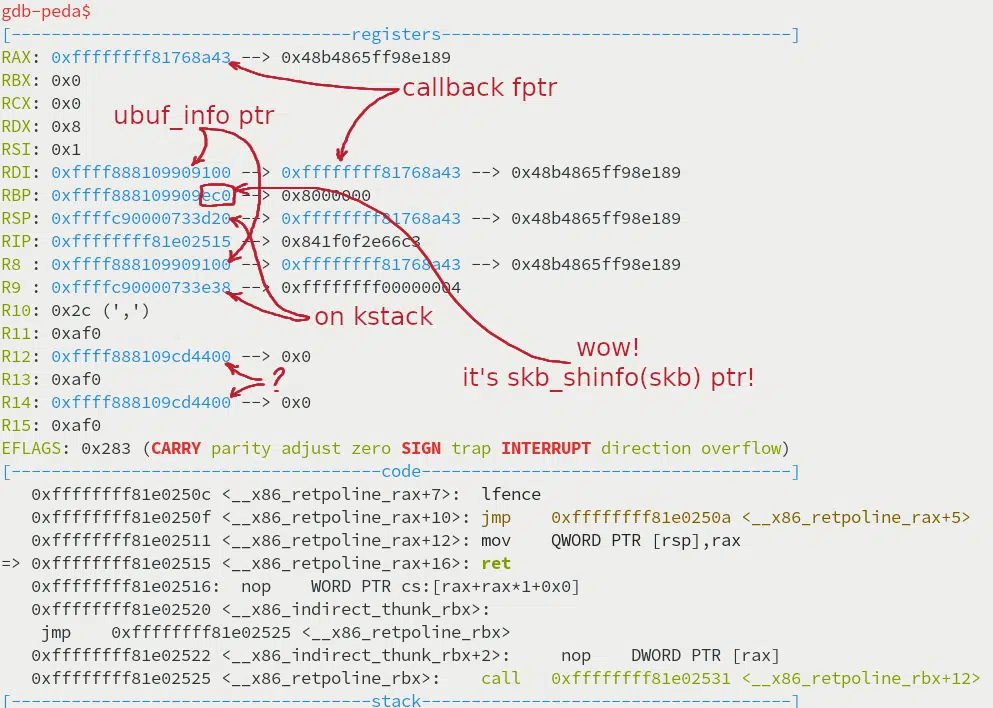 gdb-peda$
[----------------------------------registers-----------------------------------]
RAX: 0xffffffff81768a43 --> 0x48b4865ff98e189
RBX: 0x0
callback fptr
RCX: 0x0
ubuf_info ptr
RDX: 0x8
RSI: 0x1
RDI: 0xffff888109909100 --> 0xffffffff81768a43 --> 0x48b4865ff98e189
RBP: 0xffff888109909ec0 --> 0x8000000
RSP: 0xffffc90000733d20 --> 0xffffffff81768a43 --> 0x48b4865ff98e189
RIP: 0xffffffff81e02515 --> 0x841f0f2e66c3
R8 : 0xffff888109909100 --> 0xffffffff81768a43 --> 0x48b4865ff98e189
R9 : 0xffffc90000733e38 --> 0xffffffff00000004
R10: 0x2c (',')
on kstack
R11: 0xaf0
wow!
R12: 0xffff888109cd4400 --> 0x0
R13: 0xaf0
?
it's skb_shinfo(skb) ptr!
R14: 0xffff888109cd4400 --> 0x0
R15: 0xaf0
EFLAGS: 0x283 (CARRY parity adjust zero SIGN trap INTERRUPT direction overflow)
[-------------------------------------code-------------------------------------]
0xffffffff81e0250c <__x86_retpoline_rax+7>: lfence
0xffffffff81e0250f <__x86_retpoline_rax+10>: jmp 0xffffffff81e0250a <__x86_retpoline_rax+5>
0xffffffff81e02511 <__x86_retpoline_rax+12>: mov QWORD PTR [rsp],rax
=> 0xffffffff81e02515 <__x86_retpoline_rax+16>: ret
0xffffffff81e02516: nop WORD PTR cs:[rax+rax*1+0x0]
0xffffffff81e02520 <__x86_indirect_thunk_rbx>:
jmp 0xffffffff81e02525 <__x86_retpoline_rbx>
0xffffffff81e02522 <__x86_indirect_thunk_rbx+2>: nop DWORD PTR [rax]
0xffffffff81e02525 <__x86_retpoline_rbx>: call 0xffffffff81e02531 <__x86_retpoline_rbx+12>
[------------------------------------stack-------------------------------------]